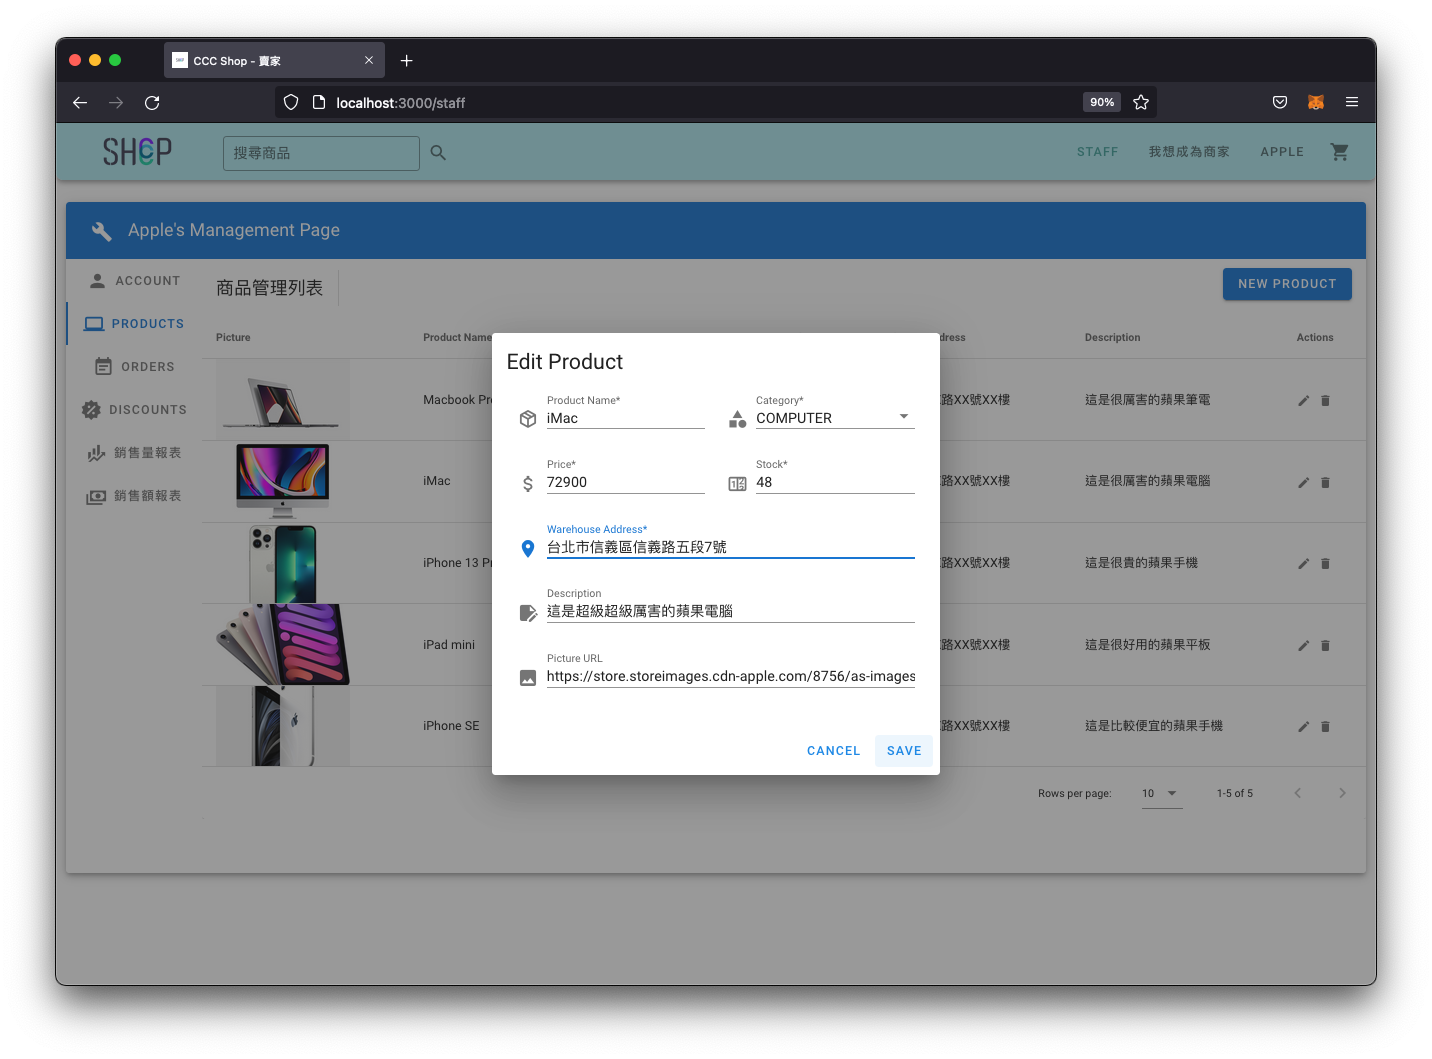 CCC Shop - 賣家
localhost:3000/staff
90%
SHOP
搜尋商品
STAFF
我想成為商家
APPLE
Apple's Management Page
ACCOUNT
PRODUCTS
ORDERS
DISCOUNTS
銷售量報表
銷售額報表
商品管理列表
NEW PRODUCT
Picture
Product Name
Description
Actions
Macbook
路XX號XX樓
這是很厲害的蘋果筆電
iMac
這是很厲害的蘋果電腦
iPhone 13
路XX號XX樓
這是很貴的蘋果手機
iPad mini
路XX號XX樓
這是很好用的蘋果平板
iPhone SE
路XX號XX樓
這是比較便宜的蘋果手機
Edit Product
Product Name*
iMac
Category*
COMPUTER
Price*
72900
Stock*
48
Warehouse Address*
台北市信義區信義路五段7號
Description
這是超級超級厲害的蘋果電腦
Picture URL
https://store.storeimages.cdn-apple.com/8756/as-images
CANCEL
SAVE
Rows per page:
10
1-5 of 5